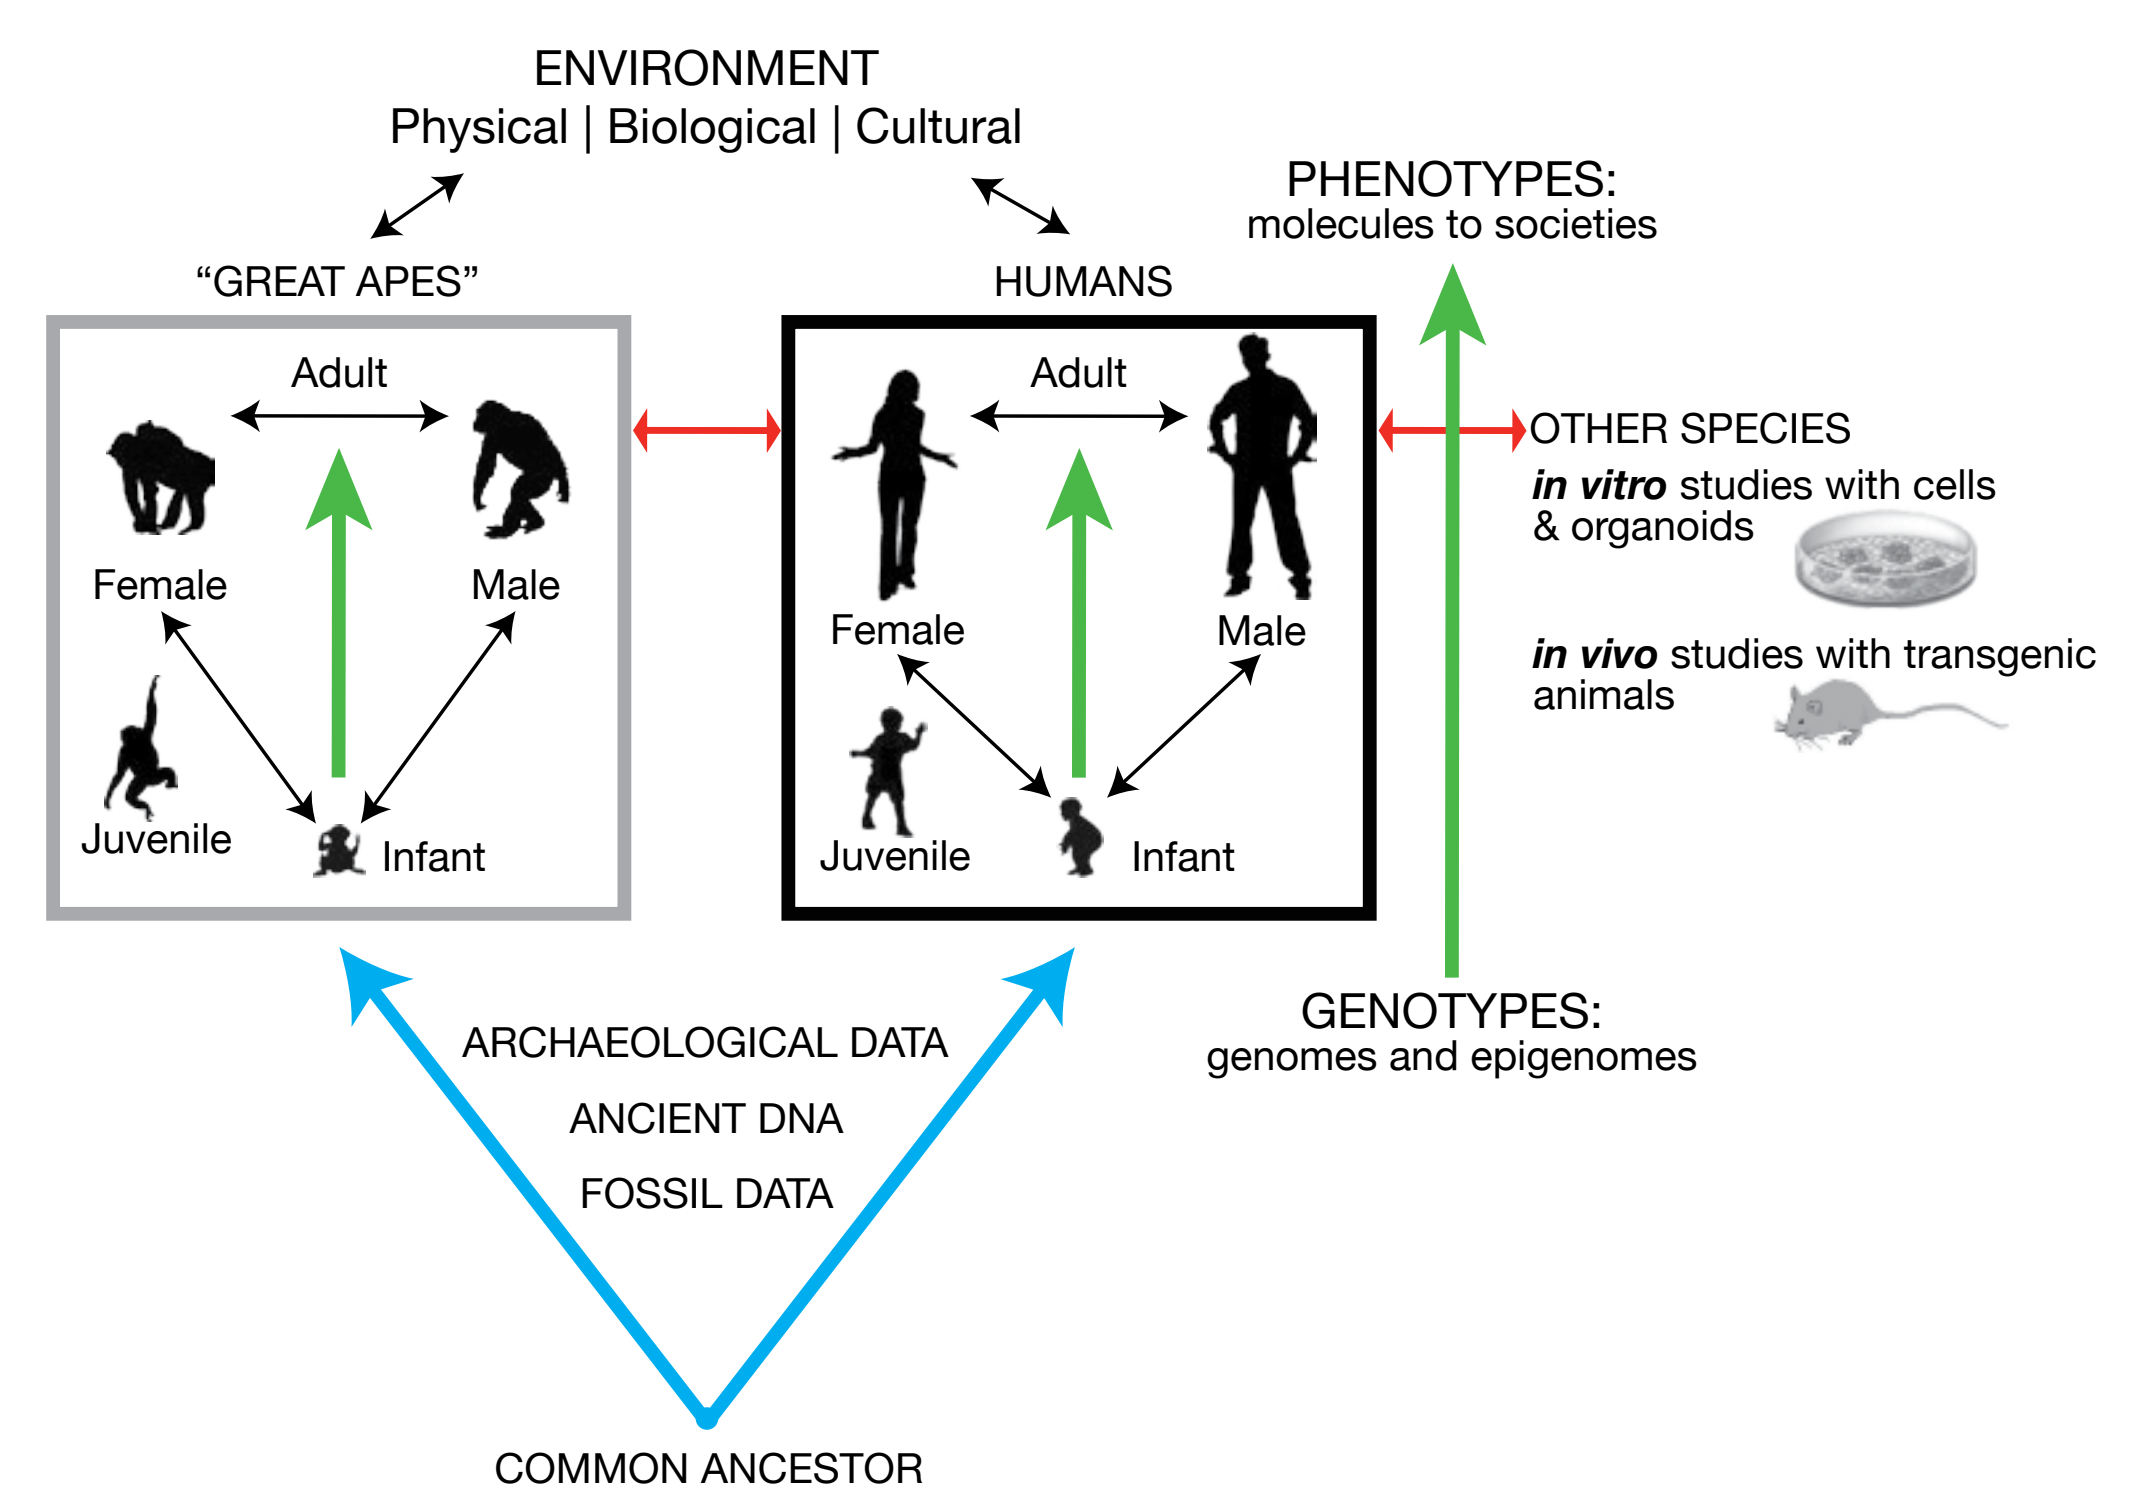 ENVIRONMENT
Physical | Biological | Cultural
“GREAT APES”
Adult
Female
Male
Juvenile
Infant
HUMANS
Adult
Female
Male
Juvenile
Infant
PHENOTYPES:
molecules to societies
OTHER SPECIES
in vitro studies with cells
& organoids
in vivo studies with transgenic
animals
GENOTYPES:
genomes and epigenomes
ARCHAEOLOGICAL DATA
ANCIENT DNA
FOSSIL DATA
COMMON ANCESTOR